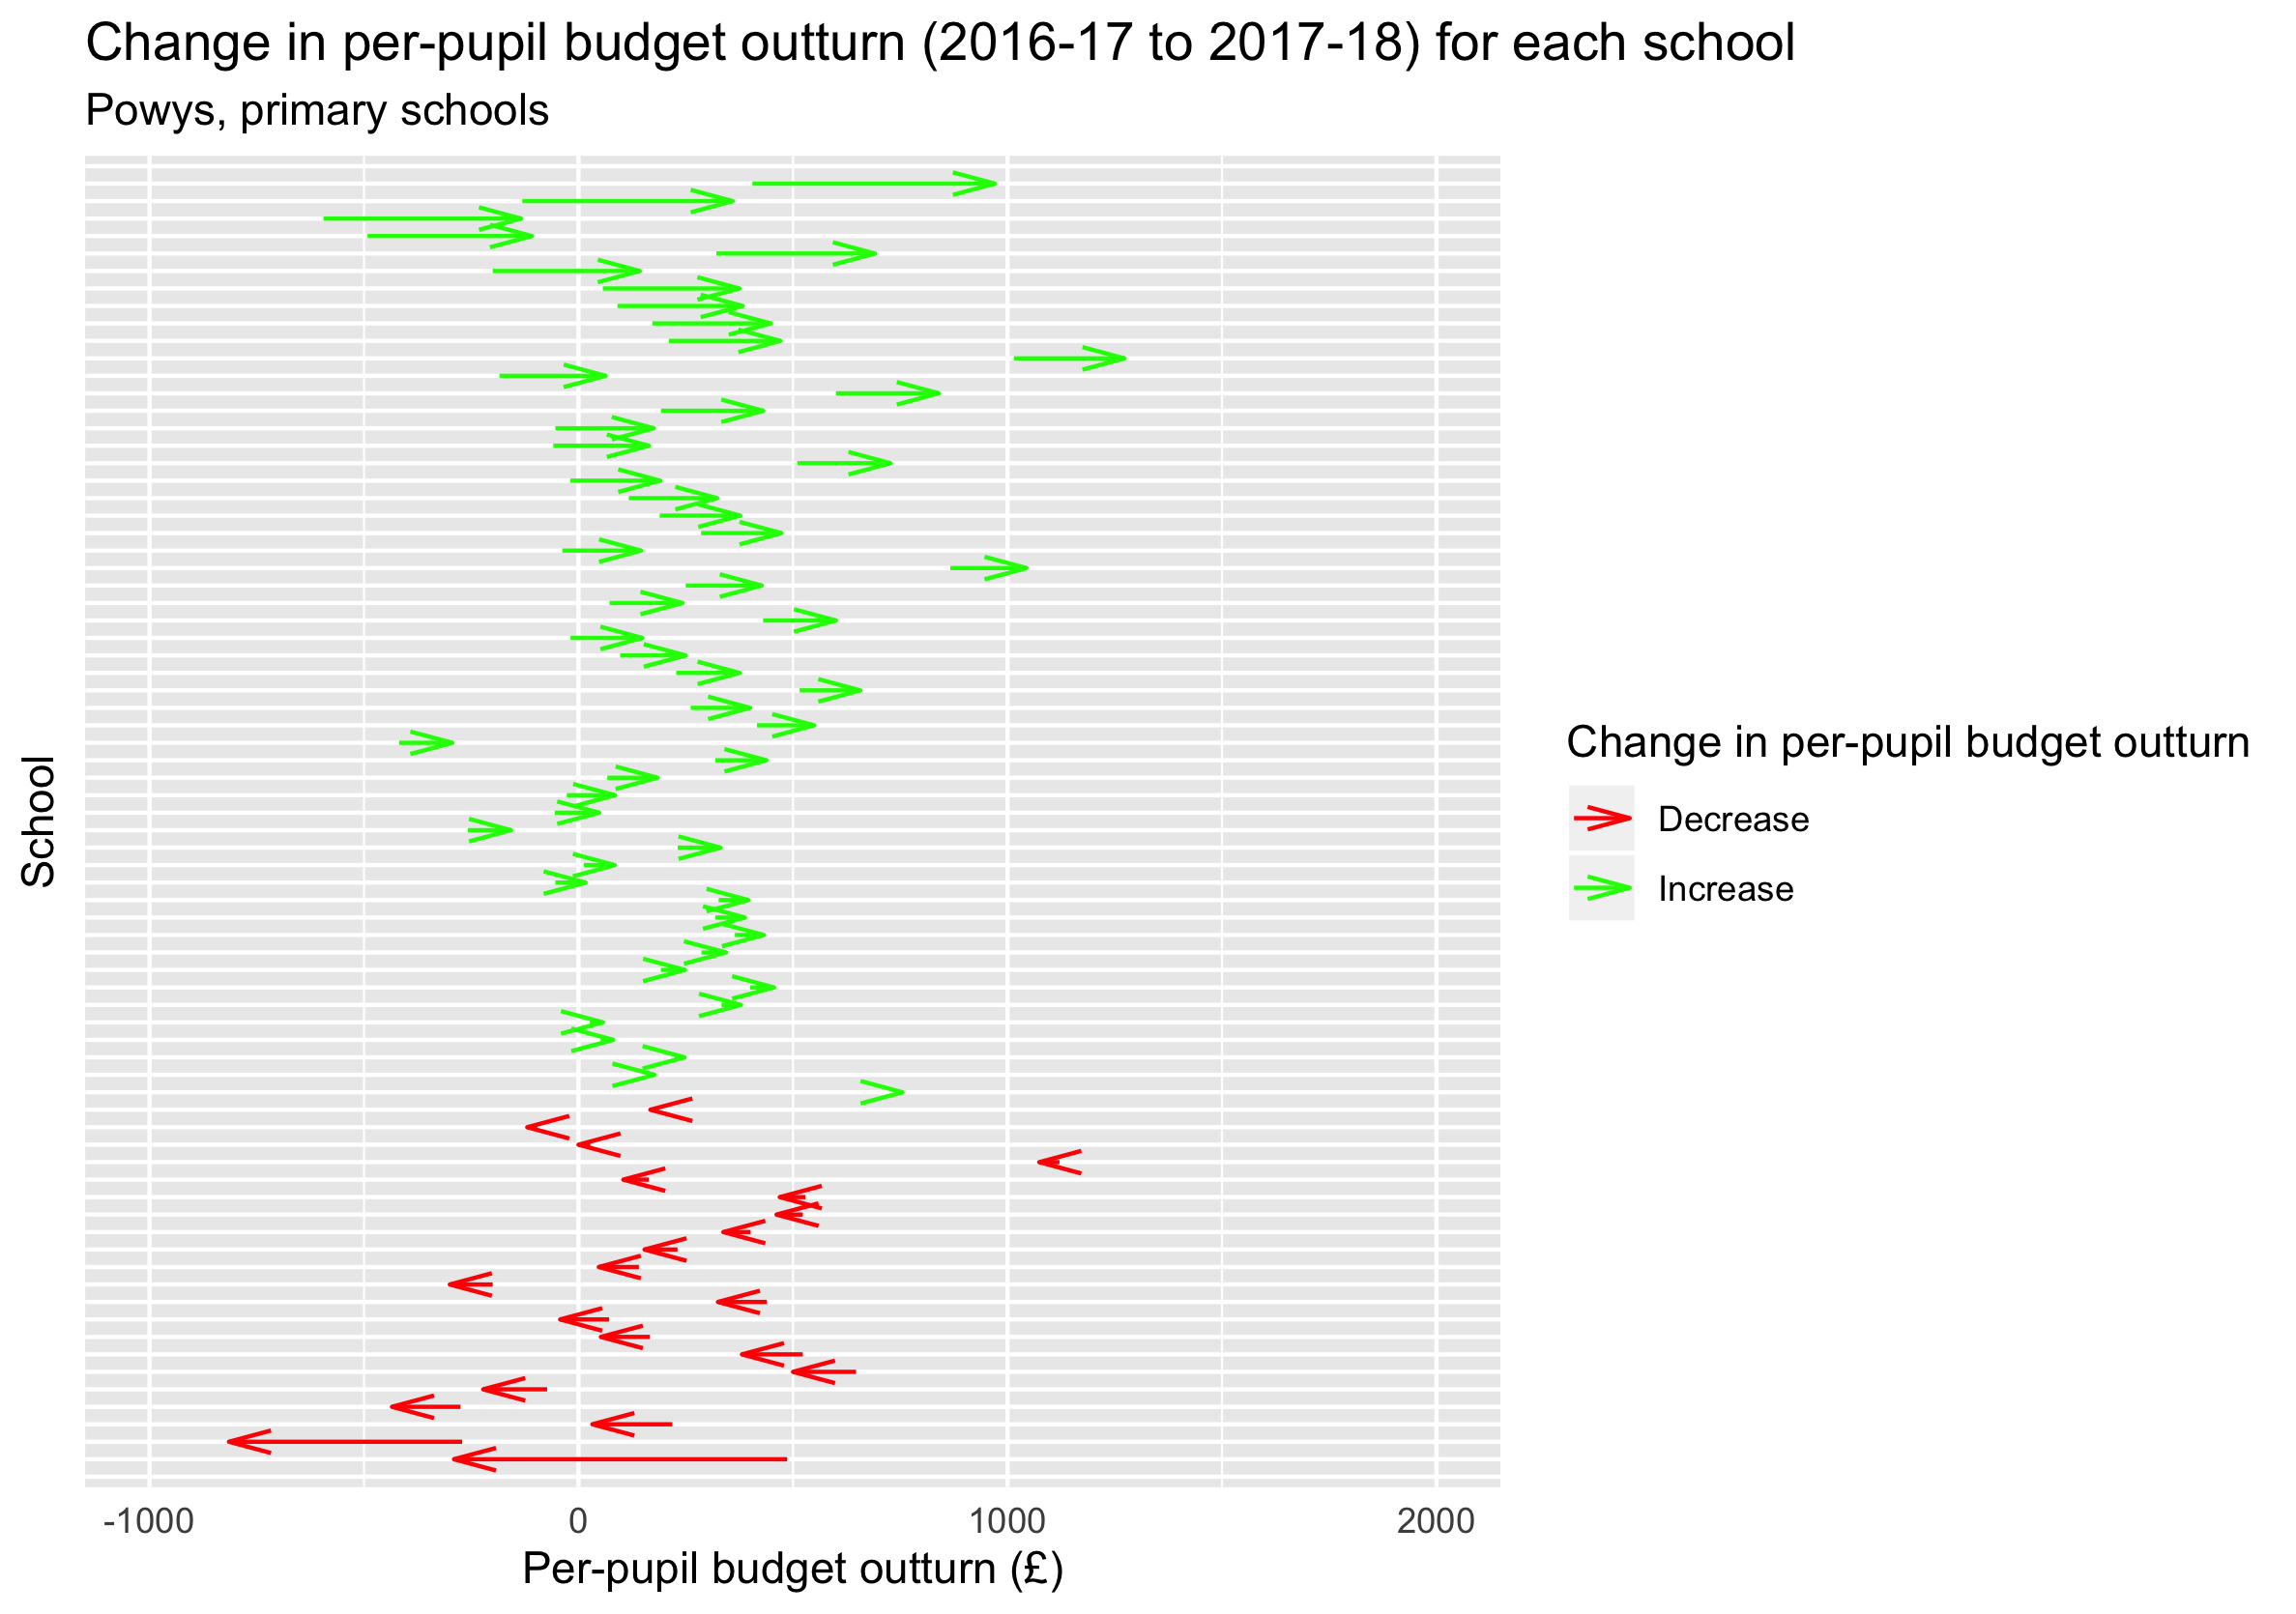 Change in per-pupil budget outturn (2016-17 to 2017-18) for each school
Powys, primary schools
School
Change in per-pupil budget outturn
Decrease
Increase
-1000 0 1000 2000
Per-pupil budget outturn (£)